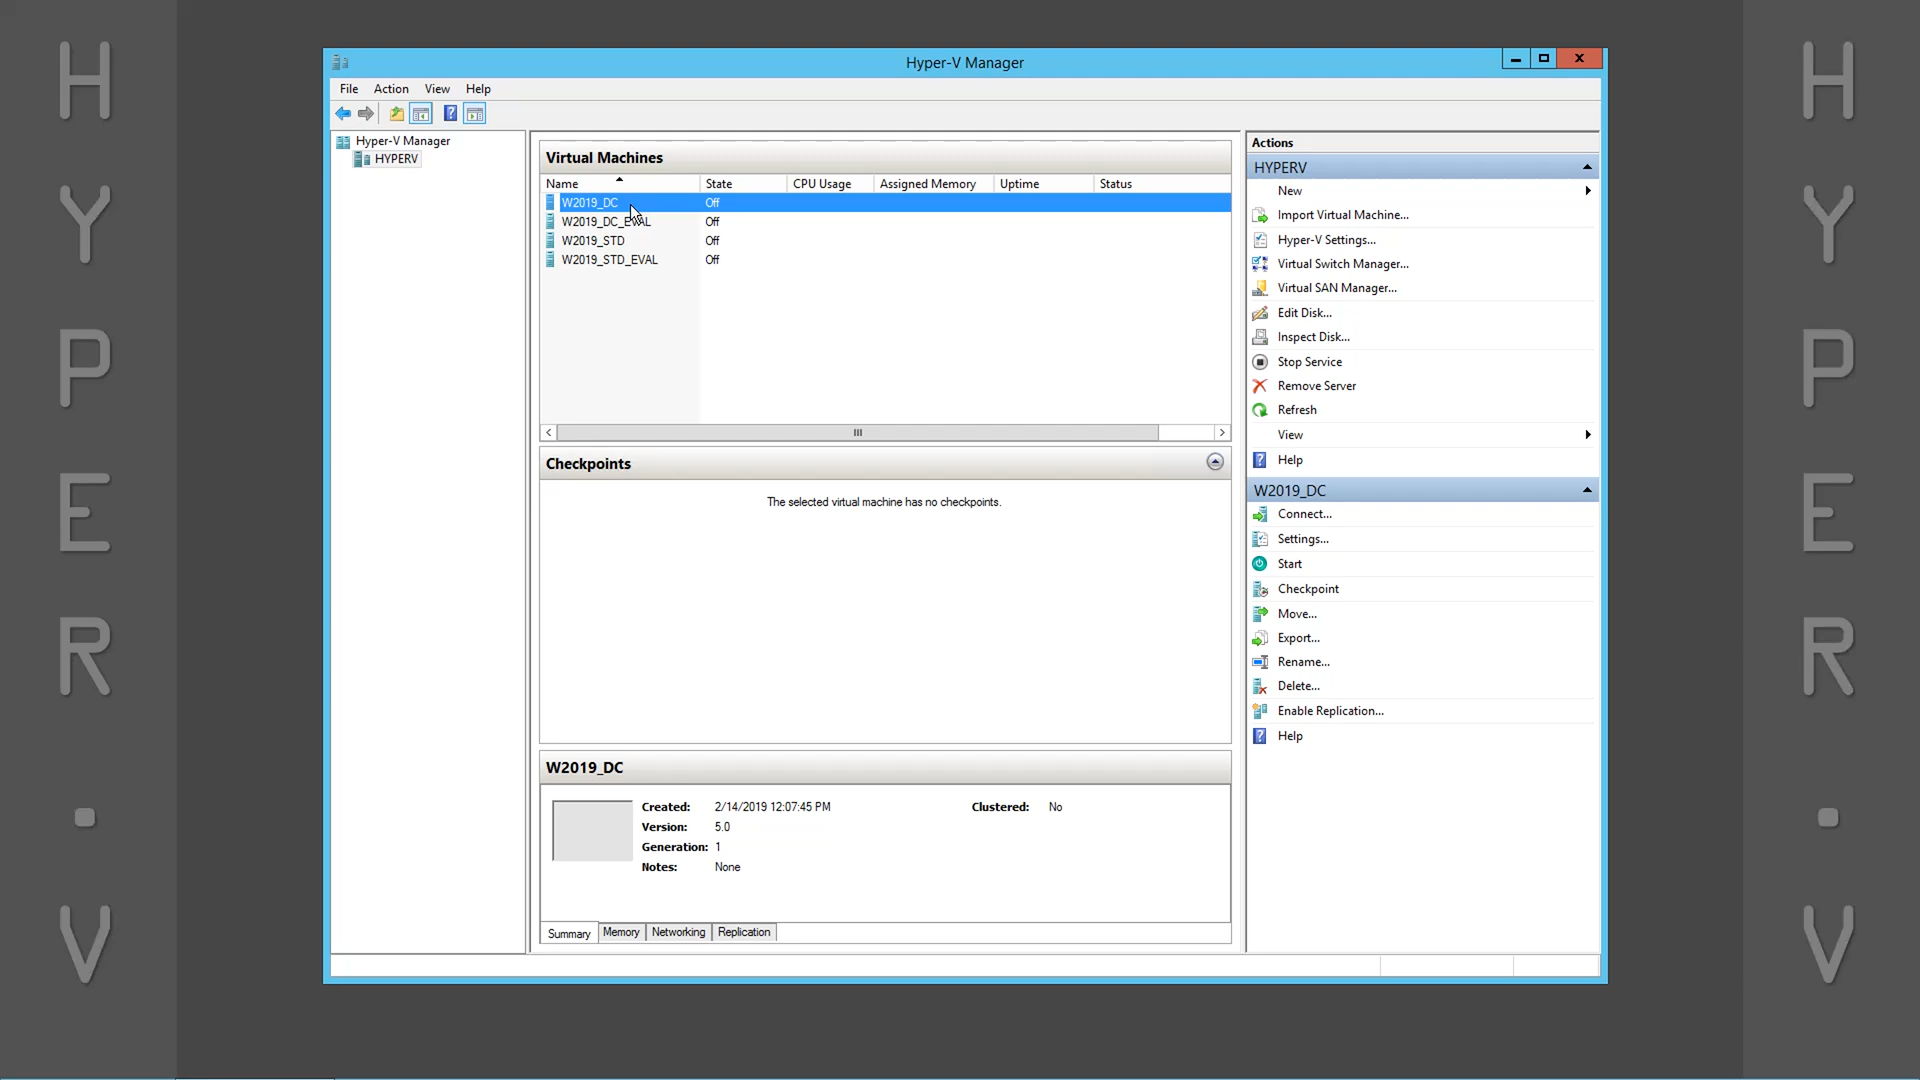 HYPER·V
Hyper-V Manager
File Action View Help
Hyper-V Manager
HYPERV
Virtual Machines
Name State CPU Usage Assigned Memory Uptime Status
W2019_DC Off
W2019_DC_EVAL Off
W2019_STD Off
W2019_STD_EVAL Off
Checkpoints
The selected virtual machine has no checkpoints.
W2019_DC
Created: 2/14/2019 12:07:45 PM Clustered: No
Version: 5.0
Generation: 1
Notes: None
Summary Memory Networking Replication
Actions
HYPERV
New
Import Virtual Machine...
Hyper-V Settings...
Virtual Switch Manager...
Virtual SAN Manager...
Edit Disk...
Inspect Disk...
Stop Service
Remove Server
Refresh
View
Help
W2019_DC
Connect...
Settings...
Start
Checkpoint
Move...
Export...
Rename...
Delete...
Enable Replication...
Help
HYPER·V